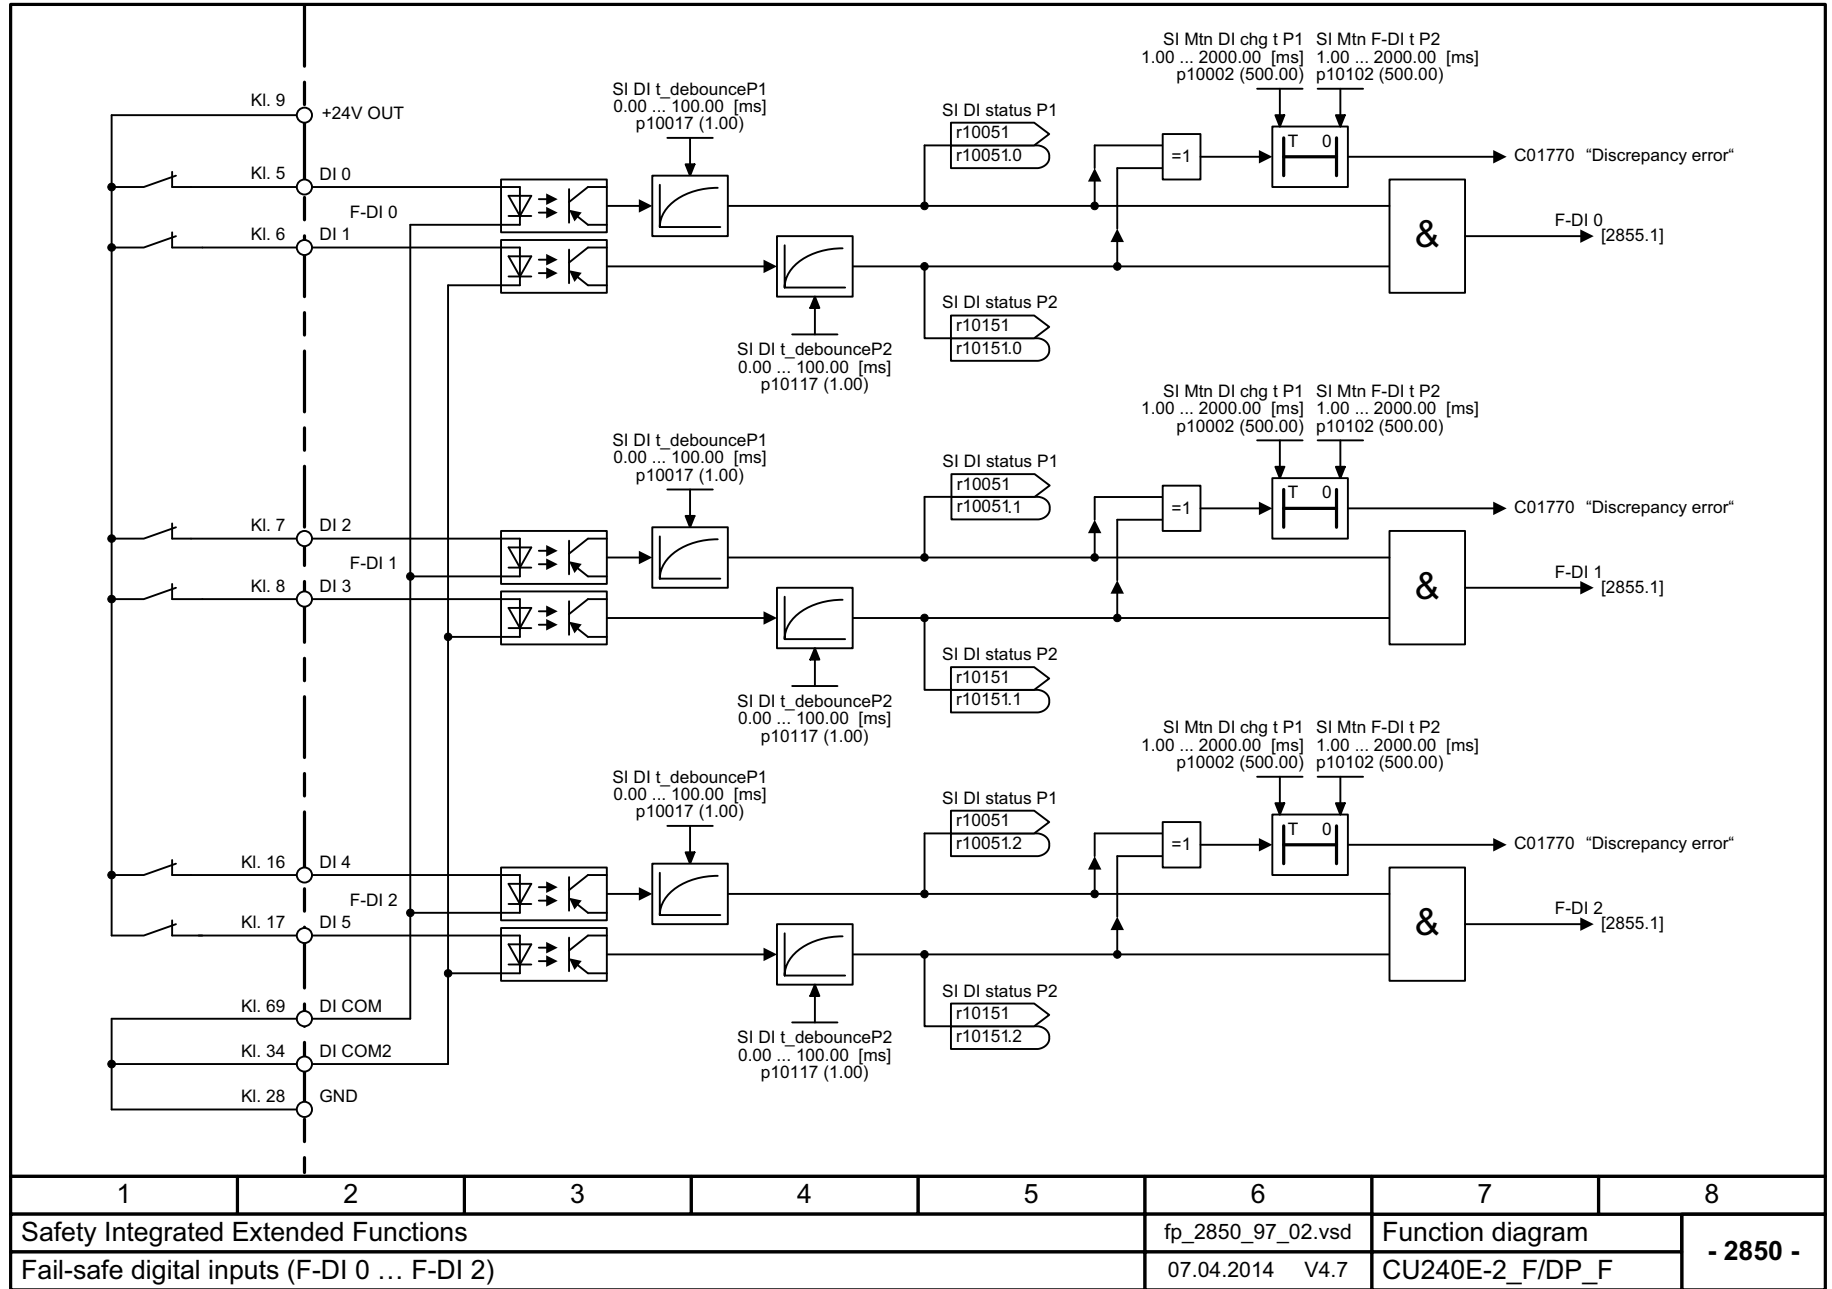 SI Mtn DI chg t P1 SI Mtn F-DI t P2
1.00 ... 2000.00 [ms] 1.00 ... 2000.00 [ms]
p10002 (500.00) p10102 (500.00)
SI DI t_debounceP1
0.00 ... 100.00 [ms]
p10017 (1.00)
Kl. 9 +24V OUT
SI DI status P1
r10051
r10051.0
=1
T 0
C01770 "Discrepancy error"
Kl. 5 DI 0
F-DI 0
Kl. 6 DI 1
&
F-DI 0
[2855.1]
SI DI status P2
r10151
r10151.0
SI DI t_debounceP2
0.00 ... 100.00 [ms]
p10117 (1.00)
SI Mtn DI chg t P1 SI Mtn F-DI t P2
1.00 ... 2000.00 [ms] 1.00 ... 2000.00 [ms]
p10002 (500.00) p10102 (500.00)
SI DI t_debounceP1
0.00 ... 100.00 [ms]
p10017 (1.00)
SI DI status P1
r10051
r10051.1
=1
T 0
C01770 "Discrepancy error"
Kl. 7 DI 2
F-DI 1
Kl. 8 DI 3
&
F-DI 1
[2855.1]
SI DI status P2
r10151
r10151.1
SI DI t_debounceP2
0.00 ... 100.00 [ms]
p10117 (1.00)
SI Mtn DI chg t P1 SI Mtn F-DI t P2
1.00 ... 2000.00 [ms] 1.00 ... 2000.00 [ms]
p10002 (500.00) p10102 (500.00)
SI DI t_debounceP1
0.00 ... 100.00 [ms]
p10017 (1.00)
SI DI status P1
r10051
r10051.2
=1
T 0
C01770 "Discrepancy error"
Kl. 16 DI 4
F-DI 2
Kl. 17 DI 5
&
F-DI 2
[2855.1]
SI DI status P2
r10151
r10151.2
SI DI t_debounceP2
0.00 ... 100.00 [ms]
p10117 (1.00)
Kl. 69 DI COM
Kl. 34 DI COM2
Kl. 28 GND
1 2 3 4 5 6 7 8
Safety Integrated Extended Functions fp_2850_97_02.vsd Function diagram
- 2850 -
Fail-safe digital inputs (F-DI 0 … F-DI 2) 07.04.2014 V4.7 CU240E-2_F/DP_F